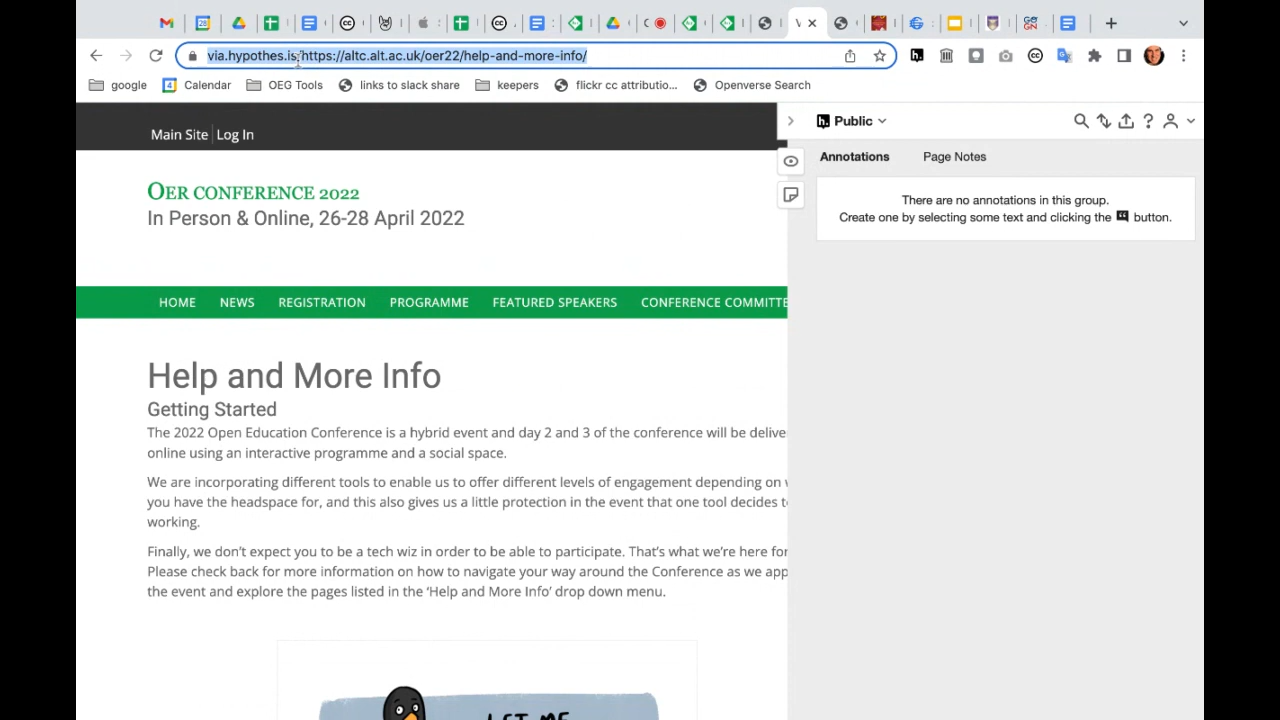 via.hypothes.is/https://altc.alt.ac.uk/oer22/help-and-more-info/
google
Calendar
OEG Tools
links to slack share
keepers
flickr cc attributio...
Openverse Search
Main Site
Log In
Public
Annotations
Page Notes
There are no annotations in this group.
Create one by selecting some text and clicking the button.
OER CONFERENCE 2022
In Person & Online, 26-28 April 2022
HOME
NEWS
REGISTRATION
PROGRAMME
FEATURED SPEAKERS
CONFERENCE COMMITTE
Help and More Info
Getting Started
The 2022 Open Education Conference is a hybrid event and day 2 and 3 of the conference will be delive
online using an interactive programme and a social space.
We are incorporating different tools to enable us to offer different levels of engagement depending on
you have the headspace for, and this also gives us a little protection in the event that one tool decides
working.
Finally, we don't expect you to be a tech wiz in order to be able to participate. That's what we're here for
Please check back for more information on how to navigate your way around the Conference as we app
the event and explore the pages listed in the 'Help and More Info' drop down menu.
LET ME